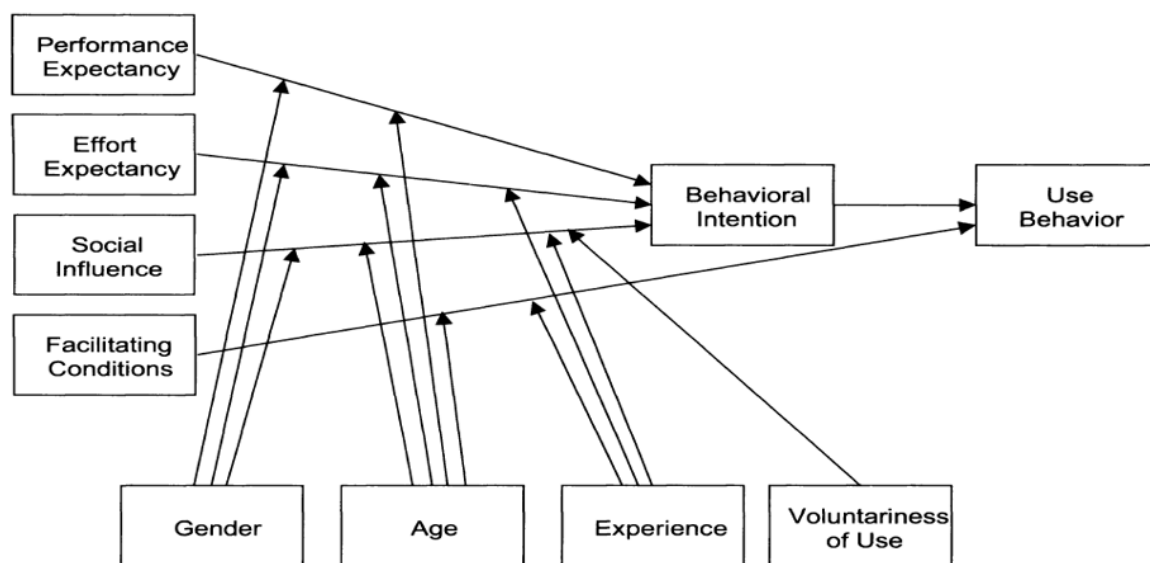 Performance
Expectancy
Effort
Expectancy
Social
Influence
Facilitating
Conditions
Behavioral
Intention
Use
Behavior
Gender
Age
Experience
Voluntariness
of Use